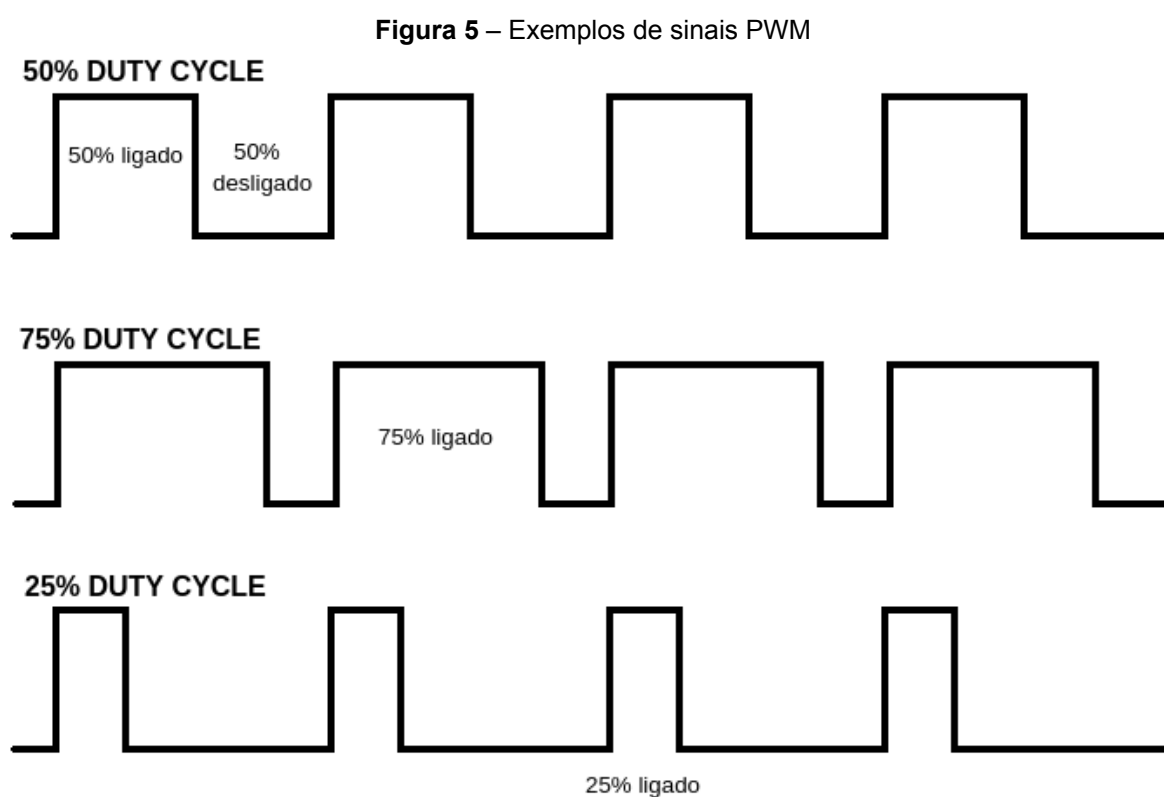 Figura 5 – Exemplos de sinais PWM
50% DUTY CYCLE
50% ligado
50%
desligado
75% DUTY CYCLE
75% ligado
25% DUTY CYCLE
25% ligado